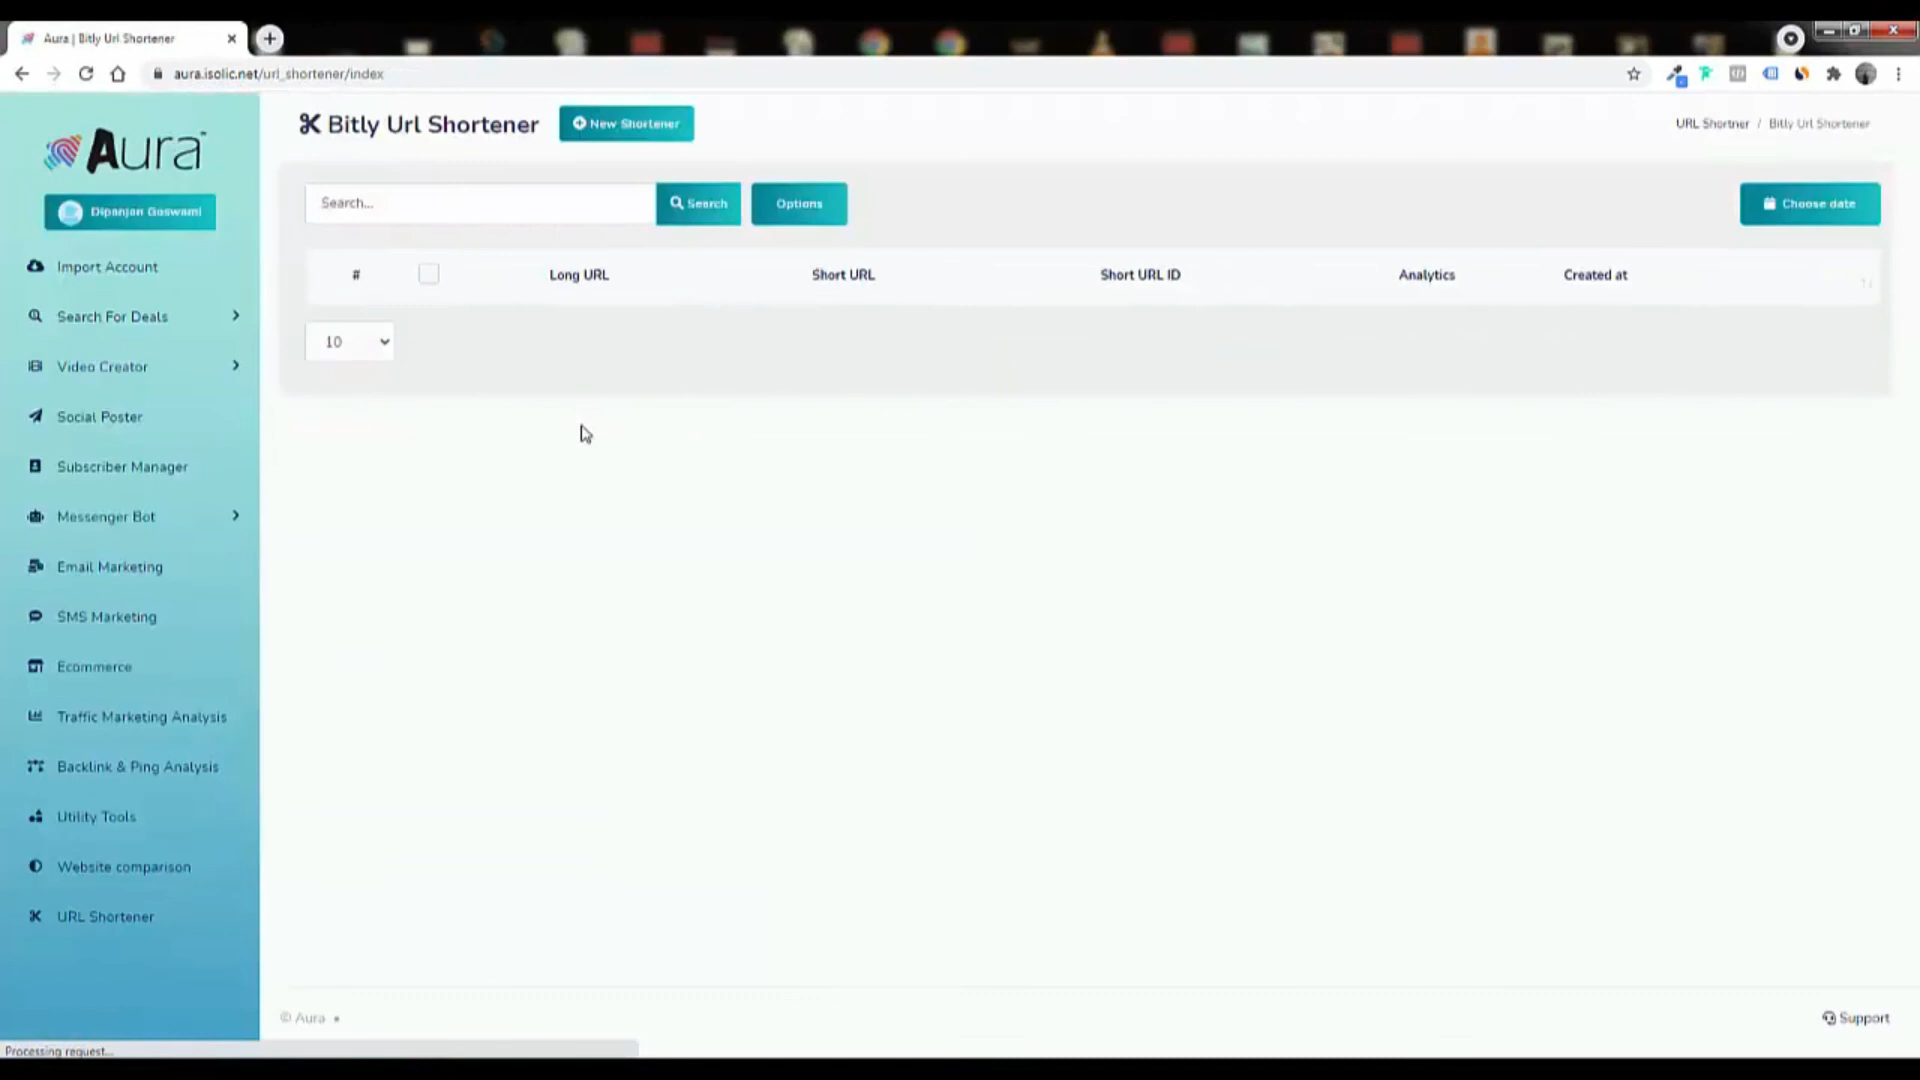 Aura | Bitly Url Shortener
aura.isolic.net/url_shortener/index
Aura
Dipanjan Goswami
Import Account
Search For Deals
Video Creator
Social Poster
Subscriber Manager
Messenger Bot
Email Marketing
SMS Marketing
Ecommerce
Traffic Marketing Analysis
Backlink & Ping Analysis
Utility Tools
Website comparison
URL Shortener
Bitly Url Shortener
New Shortener
URL Shortner / Bitly Url Shortener
Search...
Search
Options
Choose date
# Long URL Short URL Short URL ID Analytics Created at
10
© Aura
Support
Processing request...